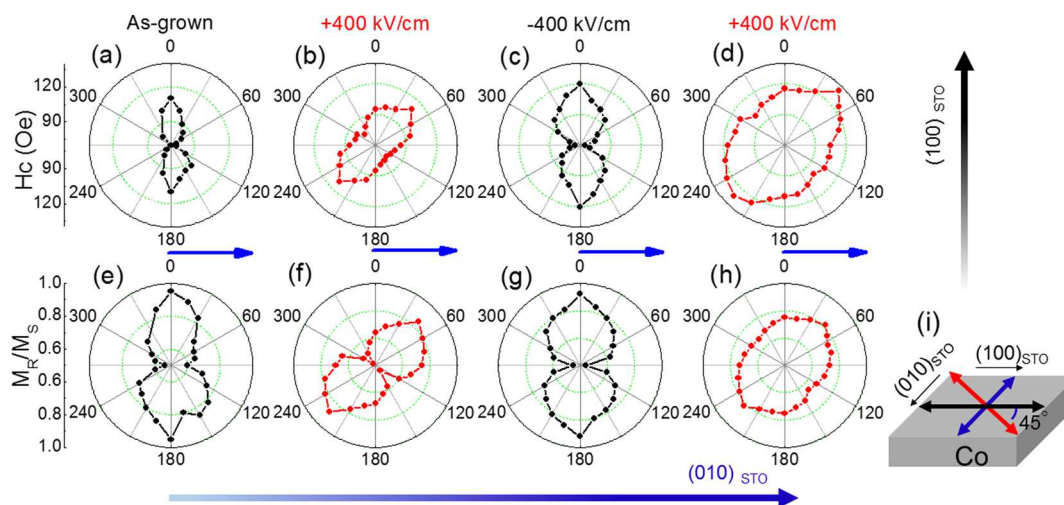 As-grown +400 kV/cm -400 kV/cm +400 kV/cm
(a) 0 (b) 0 (c) 0 (d) 0
Hc (Oe)
120
90
90
120
300 60 300 60 300 60 300 60
240 120 240 120 240 120 240 120
180 180 180 180
(e) 0 (f) 0 (g) 0 (h) 0
M_R/M_S
1.0
0.8
0.6
0.6
0.8
1.0
300 60 300 60 300 60 300 60
240 120 240 120 240 120 240 120
180 180 180 180
(010) STO
(100) STO
(i)
(100)STO
(010)STO
45°
Co